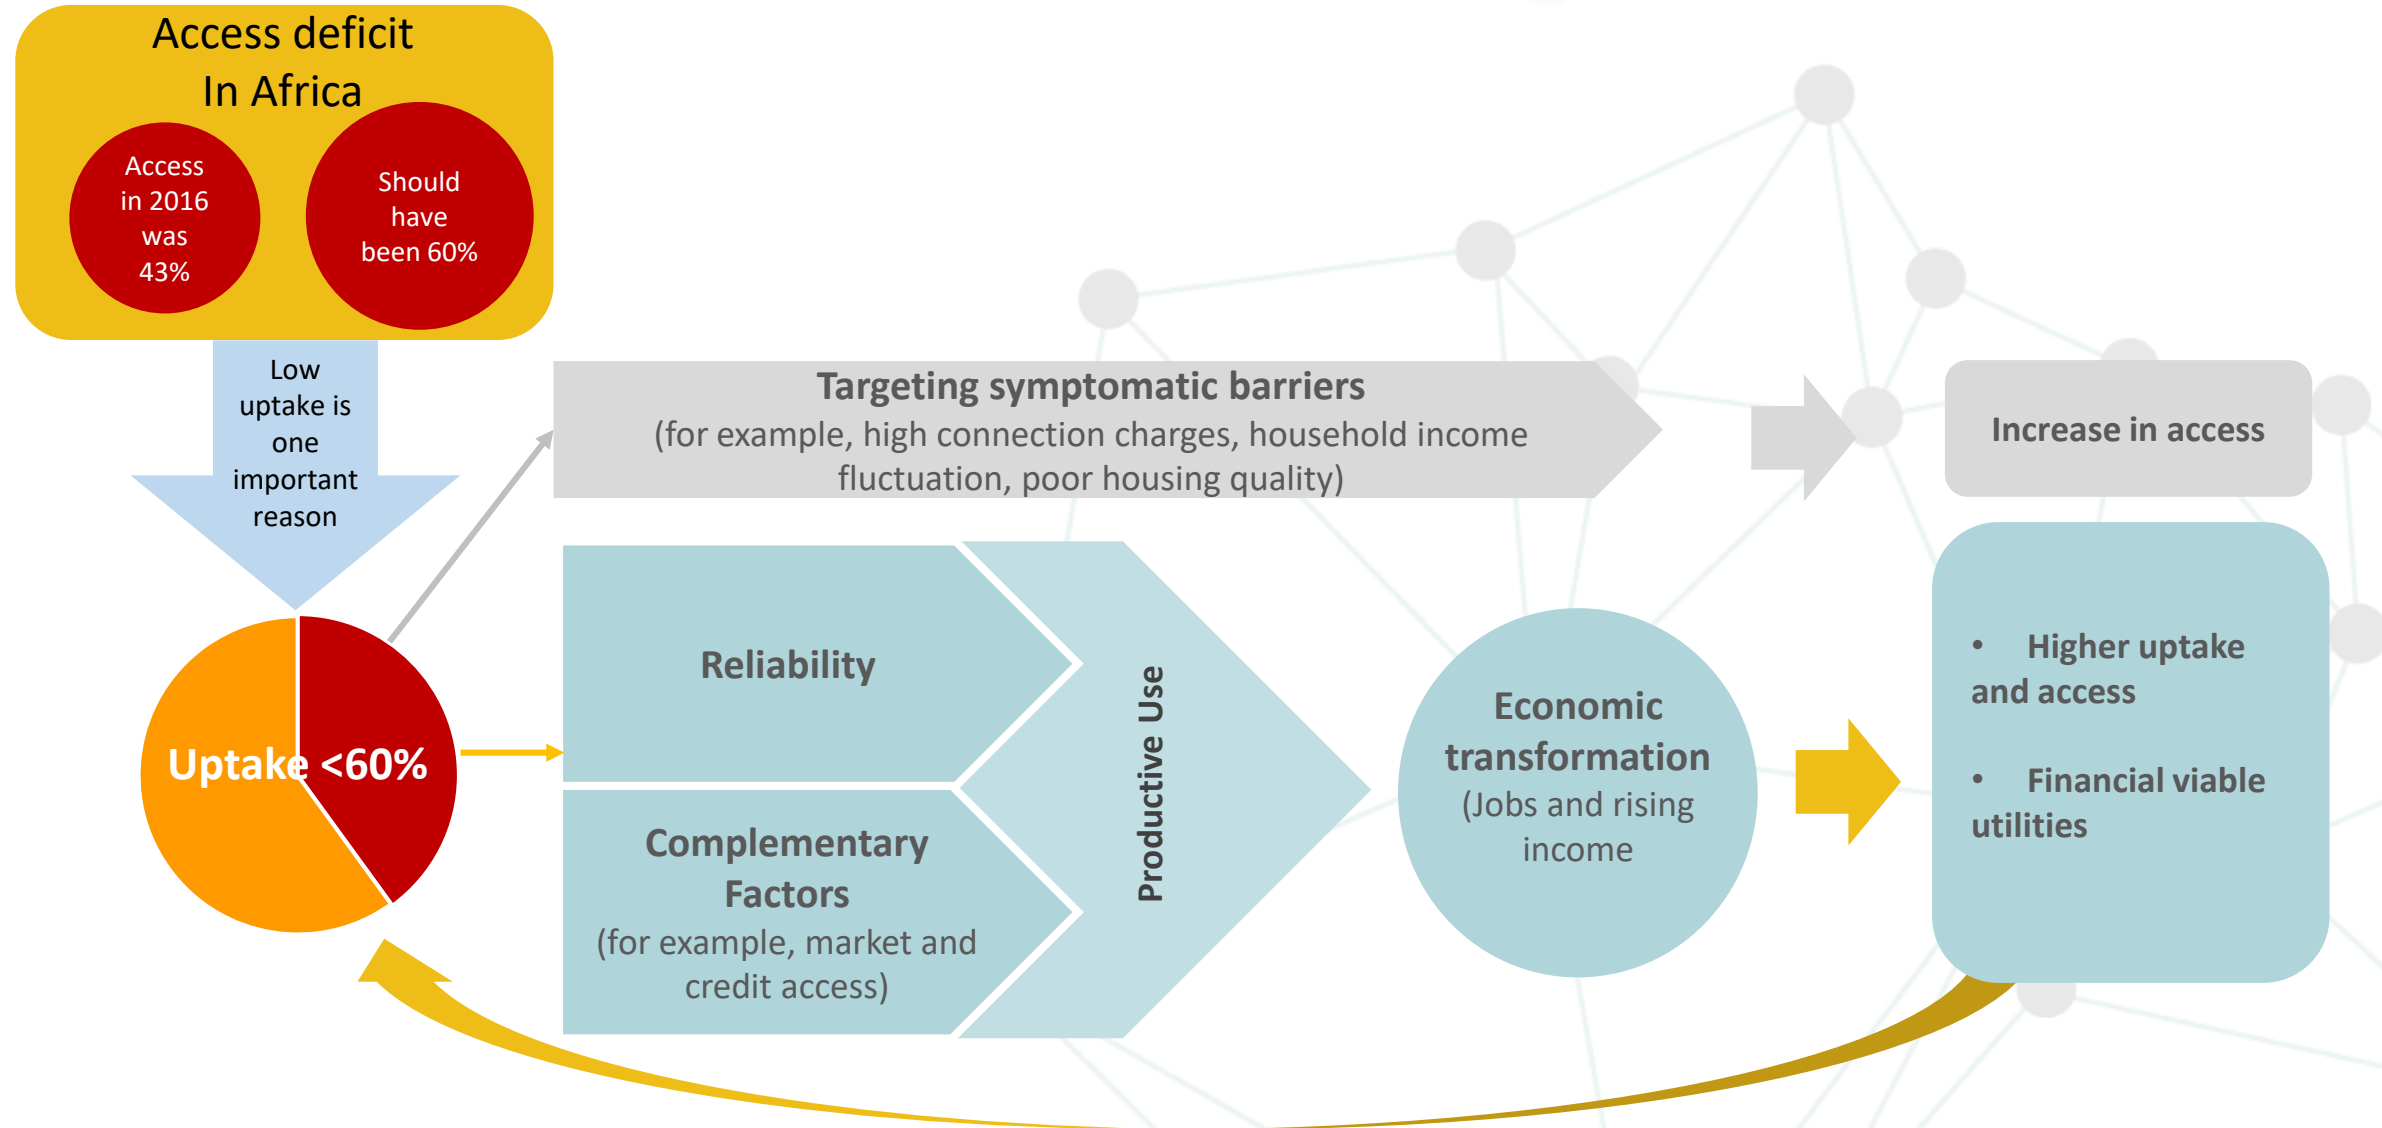 Access deficit
In Africa
Access
in 2016
was
43%
Should
have
been 60%
Low
uptake is
one
important
reason
Uptake <60%
Targeting symptomatic barriers
(for example, high connection charges, household income
fluctuation, poor housing quality)
Increase in access
Reliability
Complementary
Factors
(for example, market and
credit access)
Productive Use
Economic
transformation
(Jobs and rising
income
• Higher uptake
and access
• Financial viable
utilities